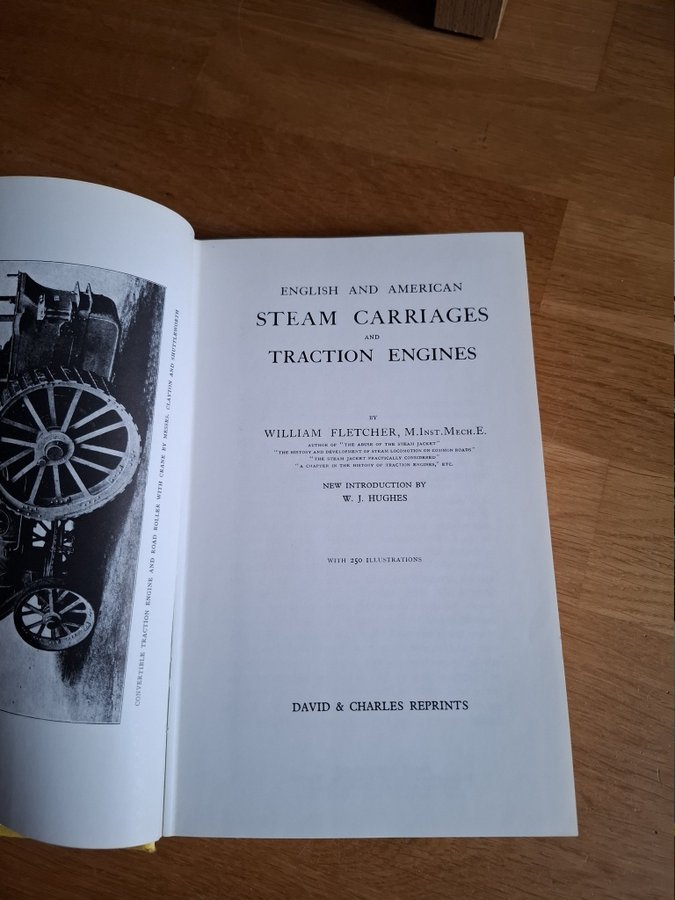 CONVERTIBLE TRACTION ENGINE AND ROAD ROLLER WITH CRANE BY MESSRS. CLAYTON AND SHUTTLEWORTH
ENGLISH AND AMERICAN
STEAM CARRIAGES
AND
TRACTION ENGINES
BY
WILLIAM FLETCHER, M.INST.MECH.E.
AUTHOR OF "THE ABUSE OF THE STEAM JACKET"
"THE HISTORY AND DEVELOPMENT OF STEAM LOCOMOTION ON COMMON ROADS"
"THE STEAM JACKET PRACTICALLY CONSIDERED"
"A CHAPTER IN THE HISTORY OF TRACTION ENGINES," ETC.
NEW INTRODUCTION BY
W. J. HUGHES
WITH 250 ILLUSTRATIONS
DAVID & CHARLES REPRINTS